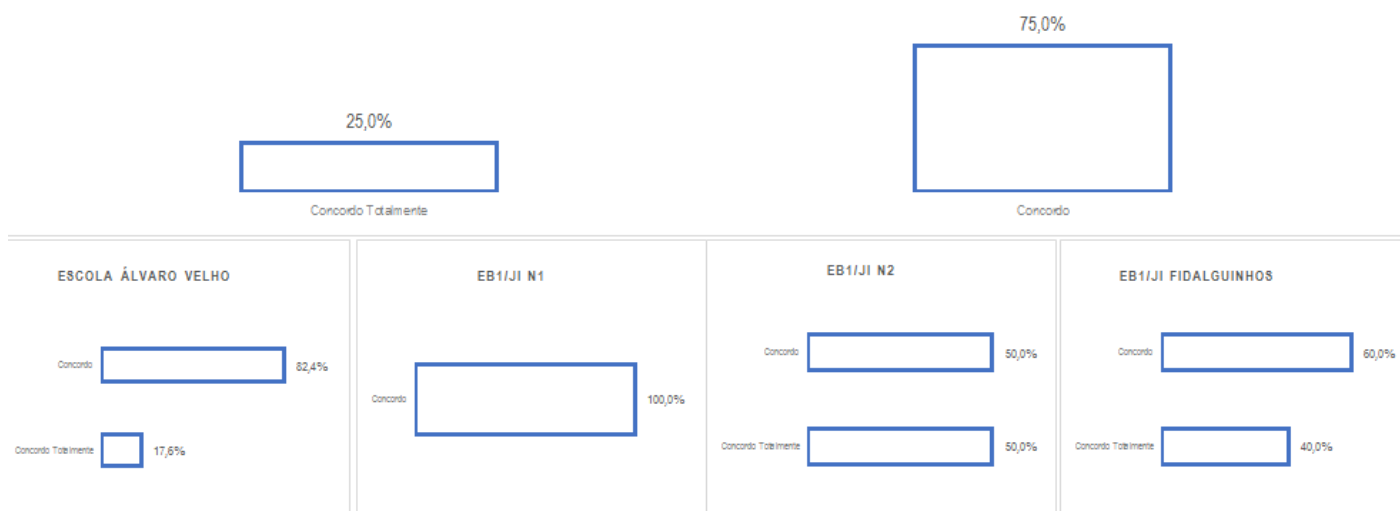 75,0%
25,0%
Concordo Totalmente
Concordo
ESCOLA ÁLVARO VELHO
Concordo
82,4%
Concordo Totalmente
17,6%
EB1/JI N1
Concordo
100,0%
EB1/JI N2
Concordo
50,0%
Concordo Totalmente
50,0%
EB1/JI FIDALGUINHOS
Concordo
60,0%
Concordo Totalmente
40,0%